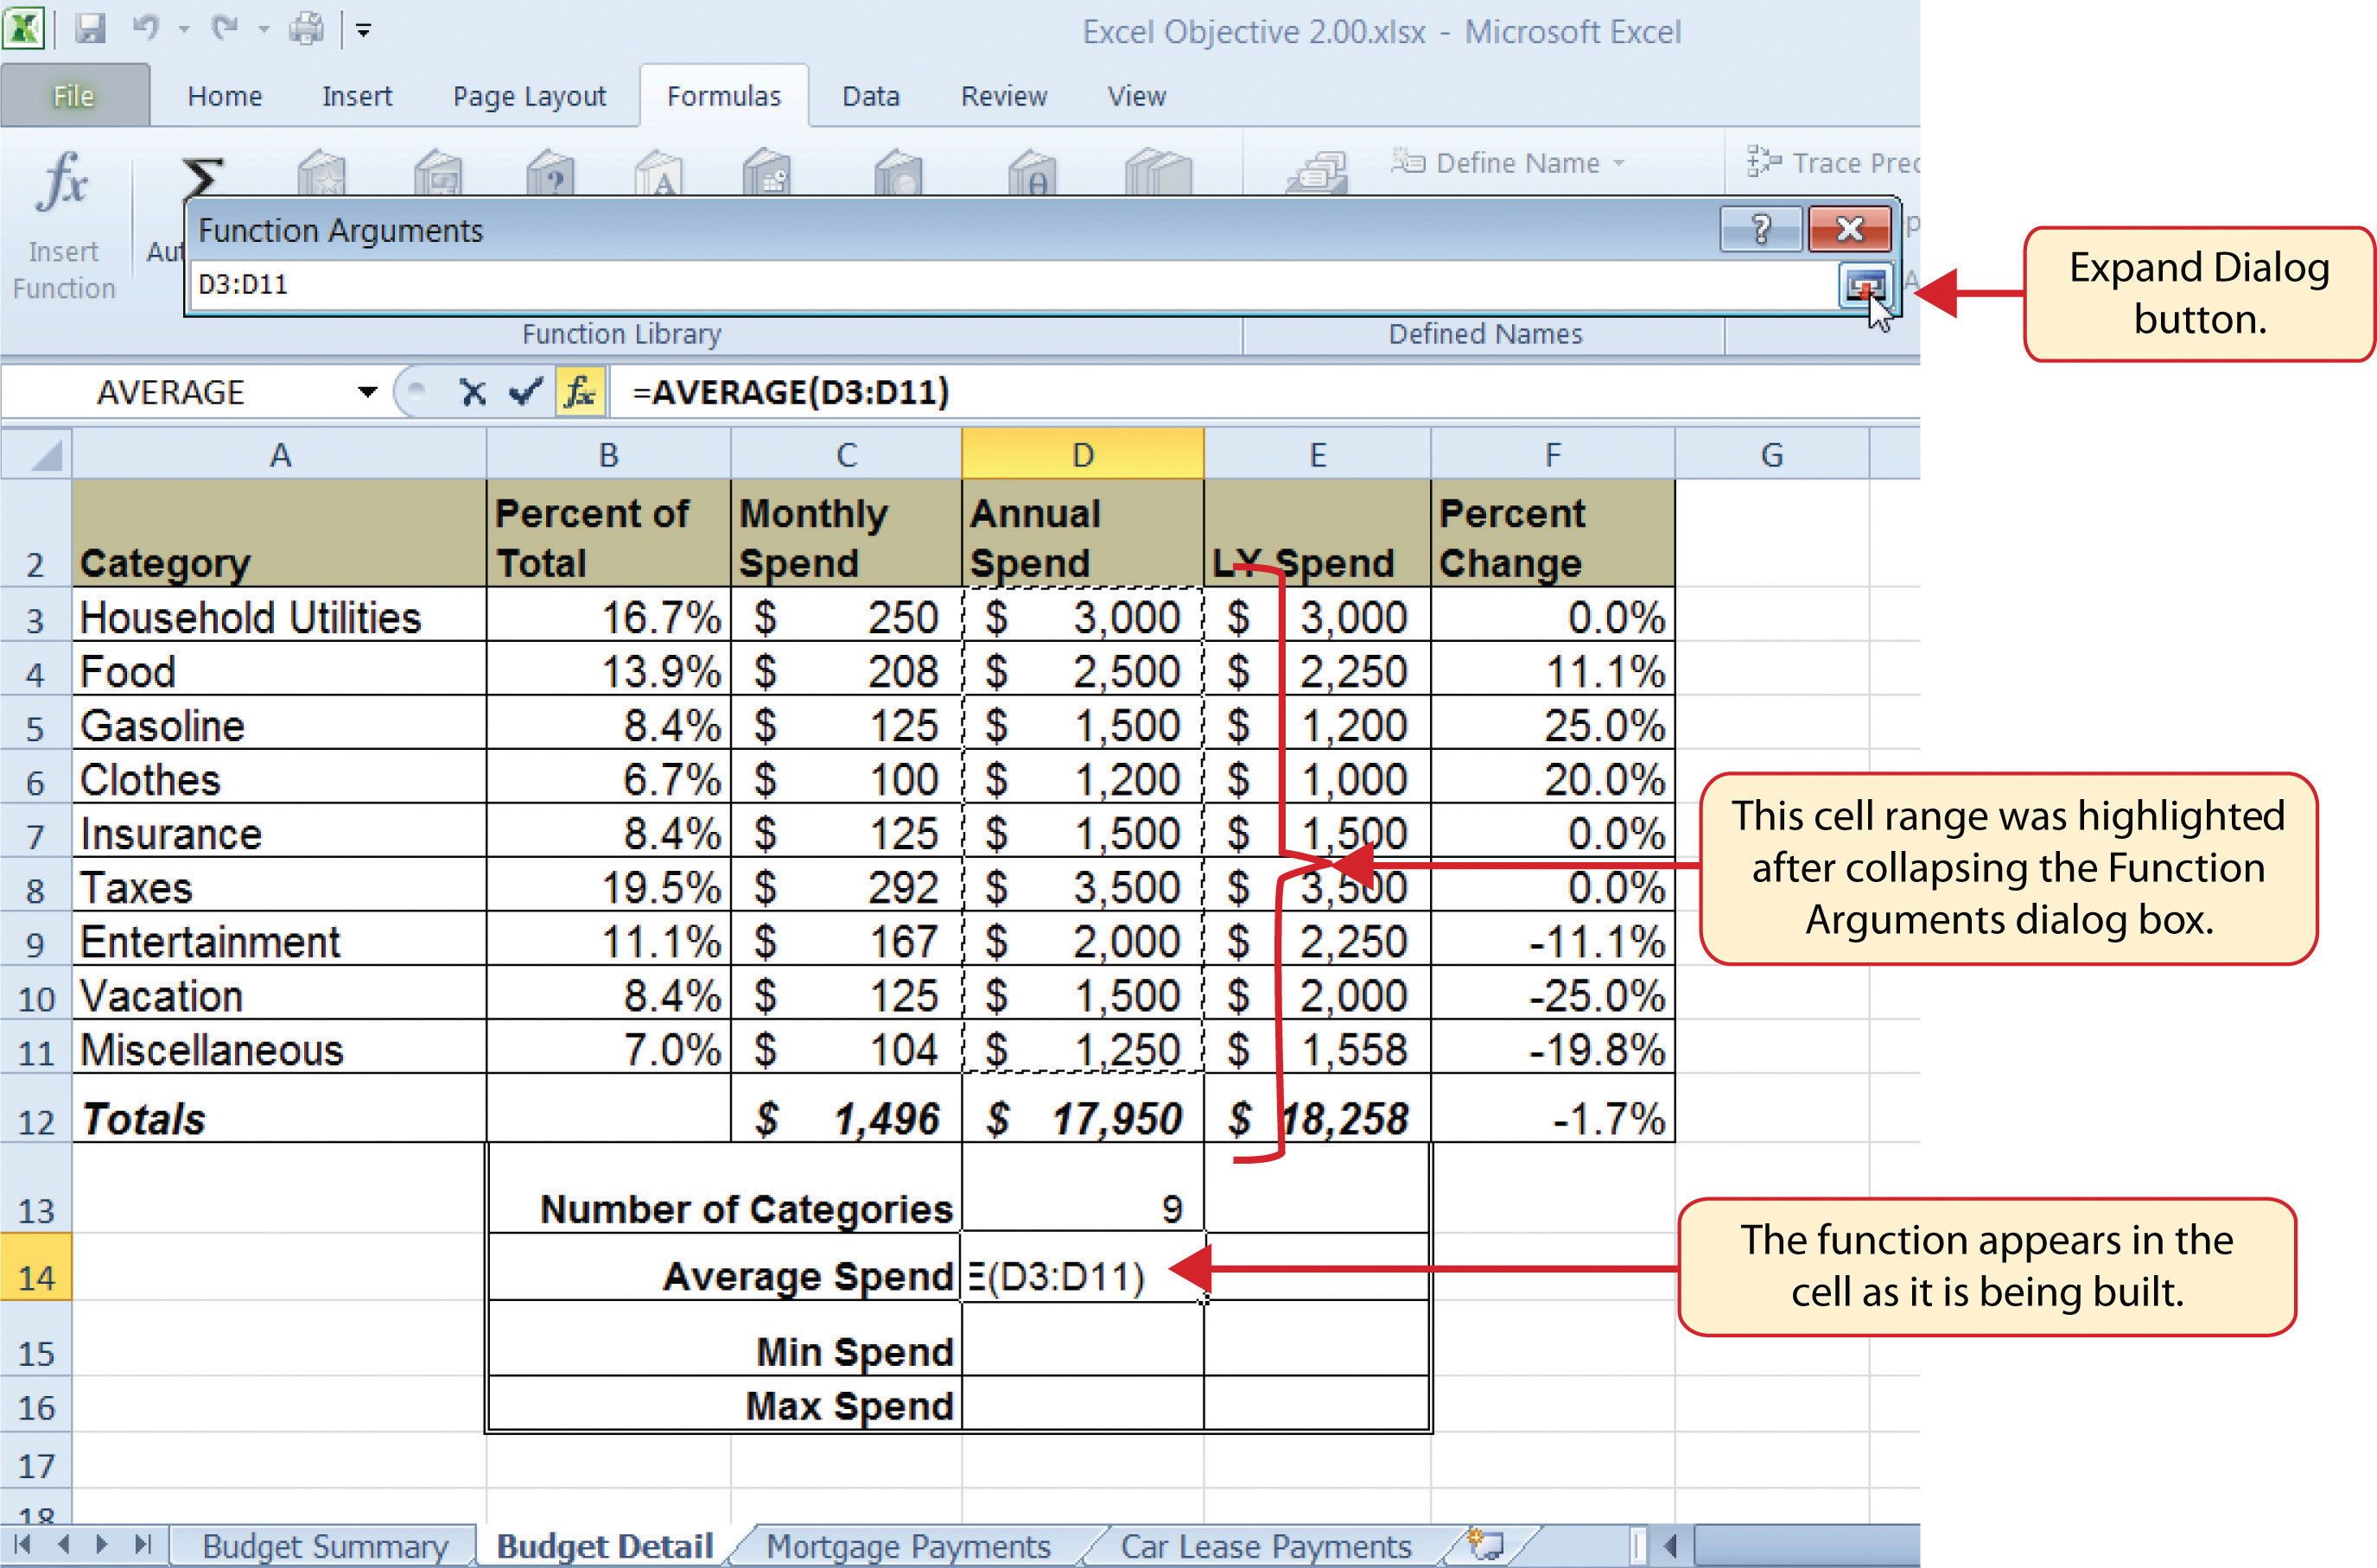 Excel Objective 2.00.xlsx - Microsoft Excel
File Home Insert Page Layout Formulas Data Review View
fx Σ ? A θ Define Name Trace
Insert
Function
Function Arguments ?
D3:D11
Expand Dialog
button.
Function Library Defined Names
AVERAGE fx =AVERAGE(D3:D11)
A B C D E F G
2 Category Percent of Total Monthly Spend Annual Spend LY Spend Percent Change
3 Household Utilities 16.7% $ 250 $ 3,000 $ 3,000 0.0%
4 Food 13.9% $ 208 $ 2,500 $ 2,250 11.1%
5 Gasoline 8.4% $ 125 $ 1,500 $ 1,200 25.0%
6 Clothes 6.7% $ 100 $ 1,200 $ 1,000 20.0%
7 Insurance 8.4% $ 125 $ 1,500 $ 1,500 0.0%
8 Taxes 19.5% $ 292 $ 3,500 $ 3,500 0.0%
9 Entertainment 11.1% $ 167 $ 2,000 $ 2,250 -11.1%
10 Vacation 8.4% $ 125 $ 1,500 $ 2,000 -25.0%
11 Miscellaneous 7.0% $ 104 $ 1,250 $ 1,558 -19.8%
12 Totals $ 1,496 $ 17,950 $ 18,258 -1.7%
This cell range was highlighted
after collapsing the Function
Arguments dialog box.
13 Number of Categories 9
14 Average Spend E(D3:D11)
The function appears in the
cell as it is being built.
15 Min Spend
16 Max Spend
17
18
Budget Summary Budget Detail Mortgage Payments Car Lease Payments